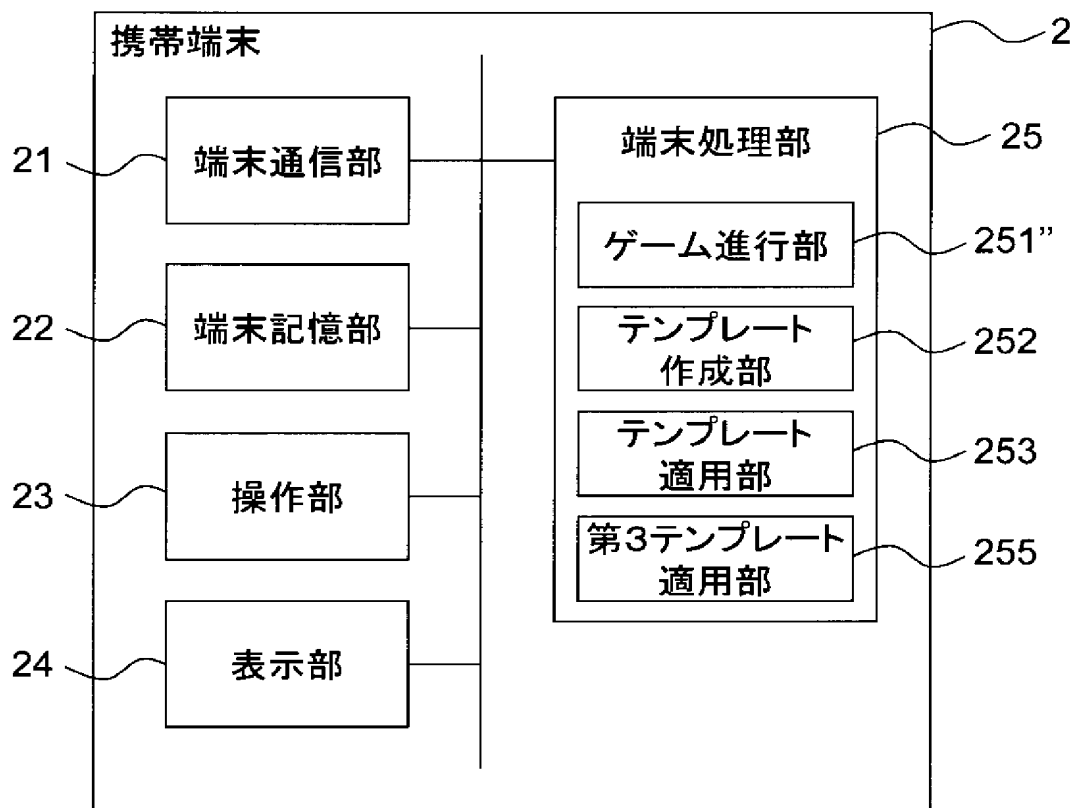 携帯端末
2
21
端末通信部
22
端末記憶部
23
操作部
24
表示部
端末処理部
25
ゲーム進行部
251”
テンプレート
作成部
252
テンプレート
適用部
253
第3テンプレート
適用部
255